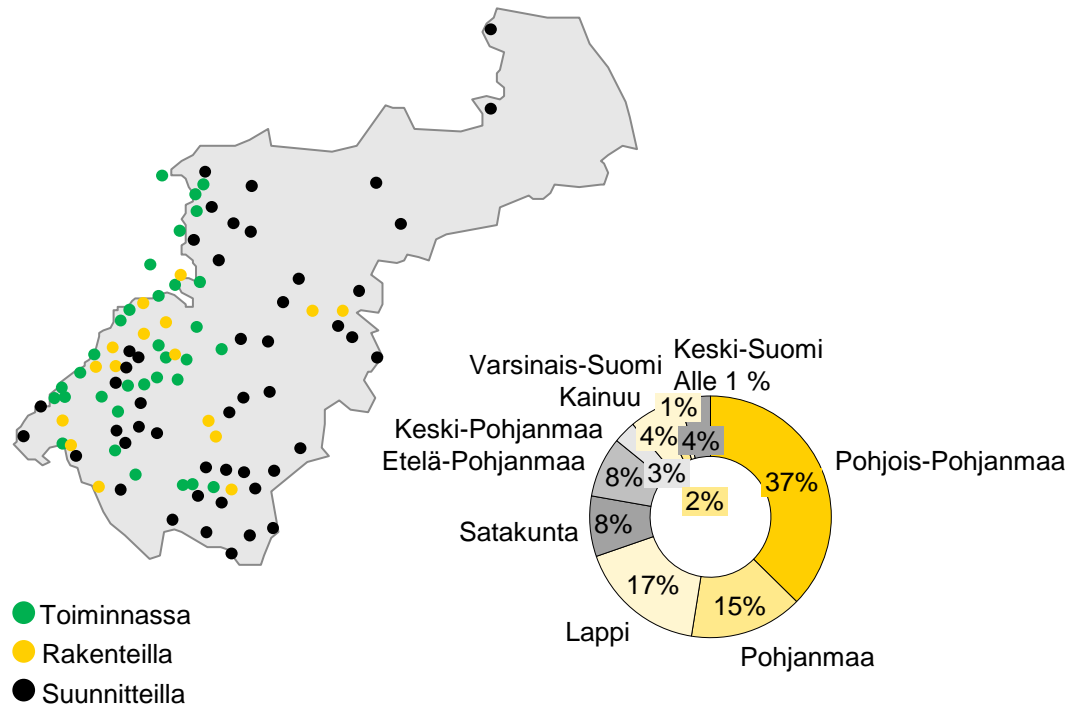 Varsinais-Suomi
Keski-Suomi
Kainuu
Alle 1 %
1%
Keski-Pohjanmaa
4%
4%
Etelä-Pohjanmaa
3%
Pohjois-Pohjanmaa
8%
37%
2%
Satakunta
8%
17%
15%
Lappi
Pohjanmaa
Toiminnassa
Rakenteilla
Suunnitteilla